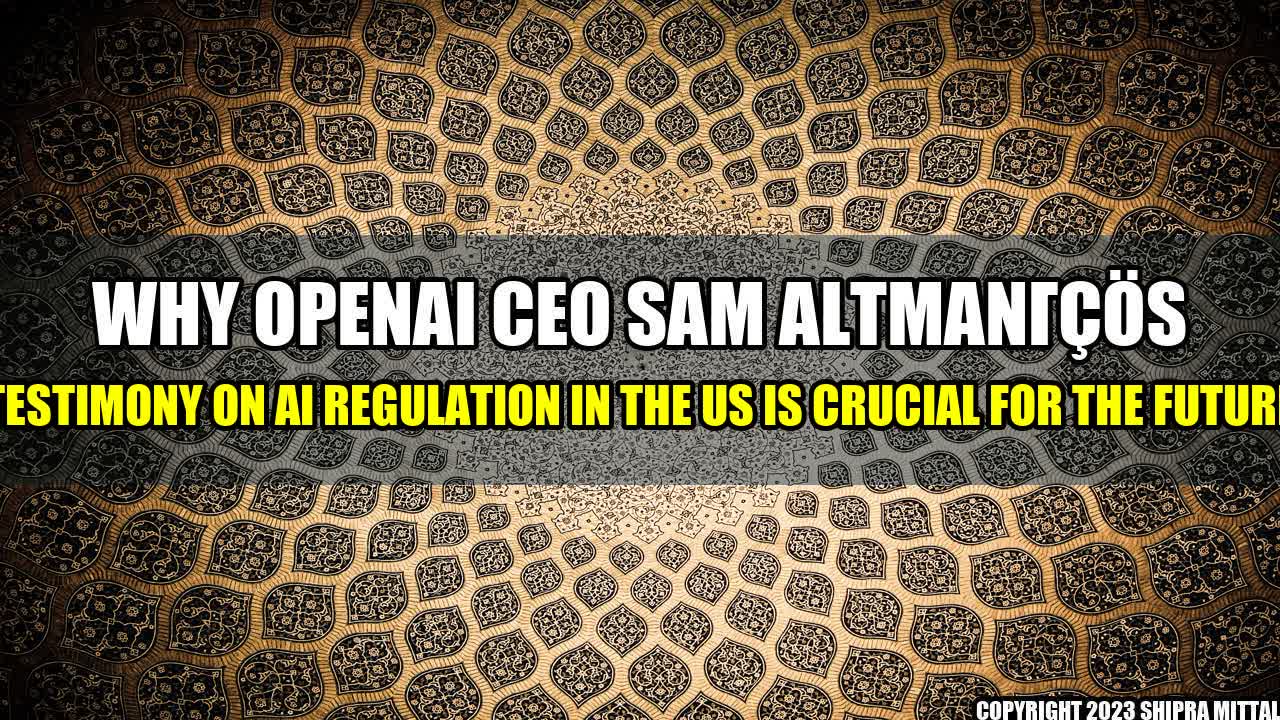 WHY OPENAI CEO SAM ALTMANΓÇÖS
TESTIMONY ON AI REGULATION IN THE US IS CRUCIAL FOR THE FUTUR
COPYRIGHT 2023 SHIPRA MITTAL